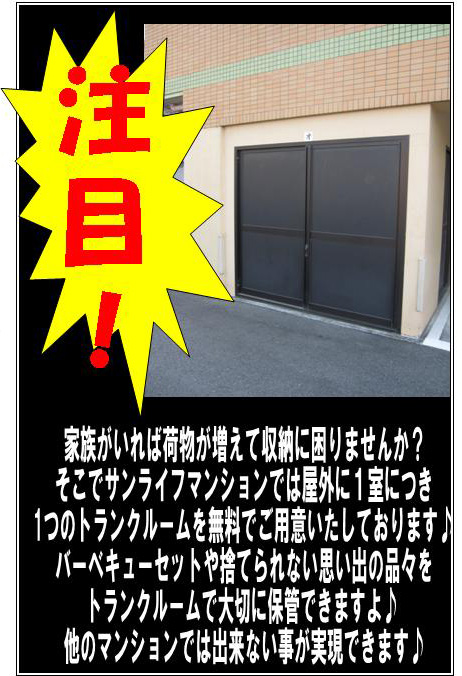 注
目
！
オ
家族がいれば荷物が増えて収納に困りませんか？
そこでサンライフマンションでは屋外に１室につき
1つのトランクルームを無料でご用意いたしております♪
バーベキューセットや捨てられない思い出の品々を
トランクルームで大切に保管できますよ♪
他のマンションでは出来ない事が実現できます♪